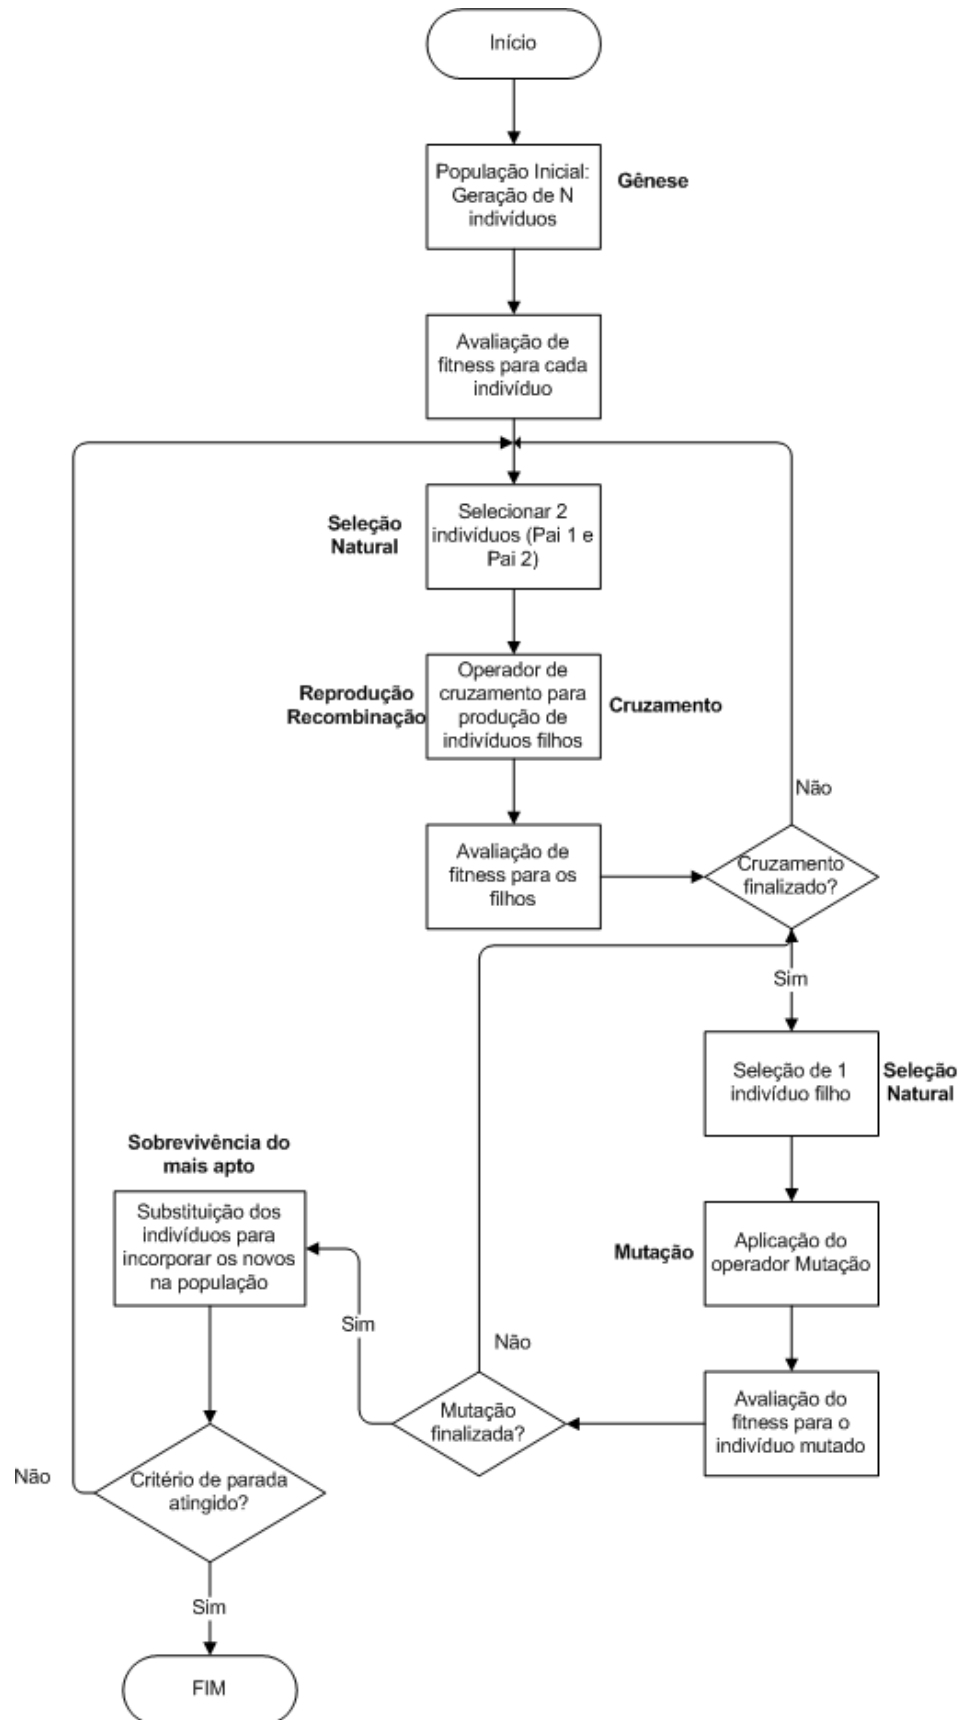 Início
População Inicial:
Geração de N
indivíduos
Gênese
Avaliação de
fitness para cada
indivíduo
Seleção
Natural
Selecionar 2
indivíduos (Pai 1 e
Pai 2)
Reprodução
Recombinação
Operador de
cruzamento para
produção de
indivíduos filhos
Cruzamento
Não
Avaliação de
fitness para os
filhos
Cruzamento
finalizado?
Sim
Seleção de 1
indivíduo filho
Seleção
Natural
Sobrevivência do
mais apto
Substituição dos
indivíduos para
incorporar os novos
na população
Mutação
Aplicação do
operador Mutação
Sim
Não
Mutação
finalizada?
Avaliação do
fitness para o
indivíduo mutado
Não
Critério de parada
atingido?
Sim
FIM